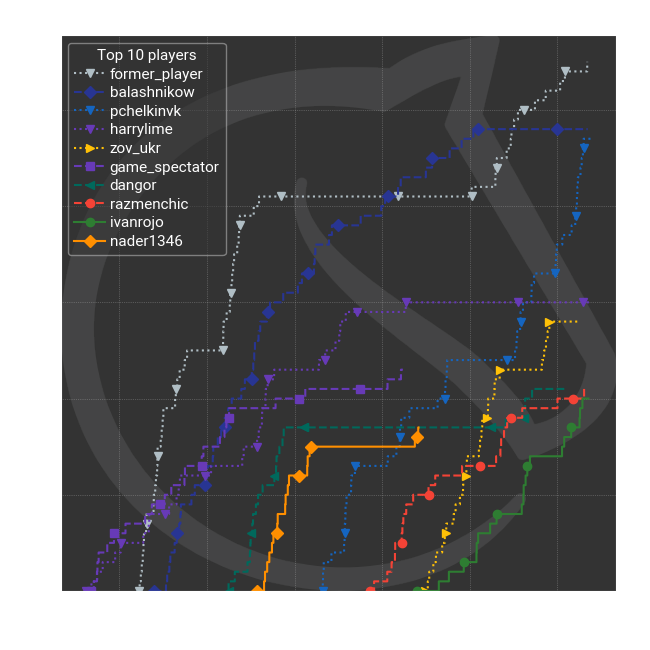 Top 10 players
former_player
balashnikow
pchelkinvk
harrylime
zov_ukr
game_spectator
dangor
razmenchic
ivanrojo
nader1346